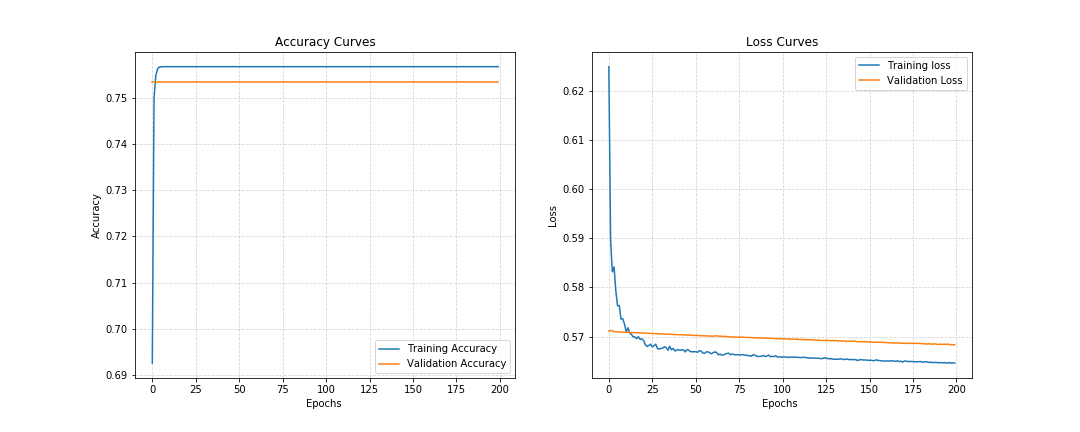 Accuracy Curves
Accuracy
0.75
0.74
0.73
0.72
0.71
0.70
0.69
0 25 50 75 100 125 150 175 200
Epochs
Training Accuracy
Validation Accuracy
Loss Curves
Loss
0.62
0.61
0.60
0.59
0.58
0.57
0 25 50 75 100 125 150 175 200
Epochs
Training loss
Validation Loss